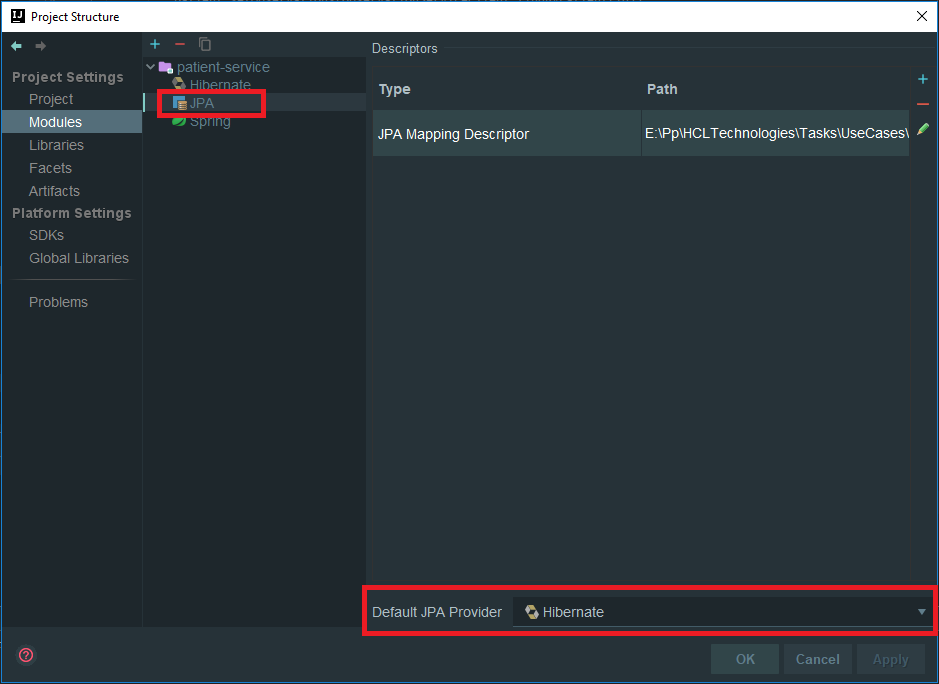 Project Structure
Project Settings
Project
Modules
Libraries
Facets
Artifacts
Platform Settings
SDKs
Global Libraries
Problems
patient-service
Hibernate
JPA
Spring
Descriptors
Type Path
JPA Mapping Descriptor E:\Pp\HCLTechnologies\Tasks\UseCases\
Default JPA Provider Hibernate
OK Cancel Apply